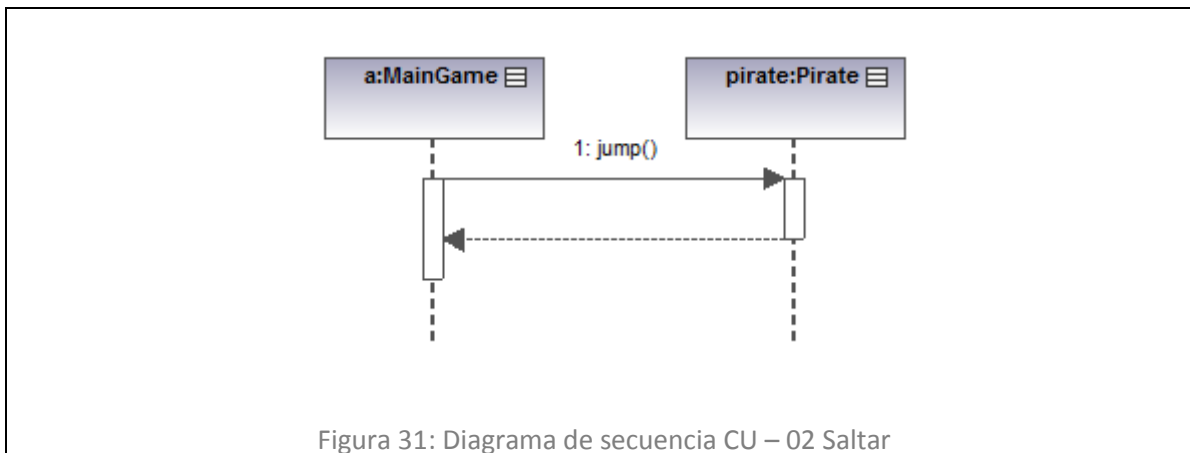 a:MainGame
pirate:Pirate
1: jump()
Figura 31: Diagrama de secuencia CU – 02 Saltar